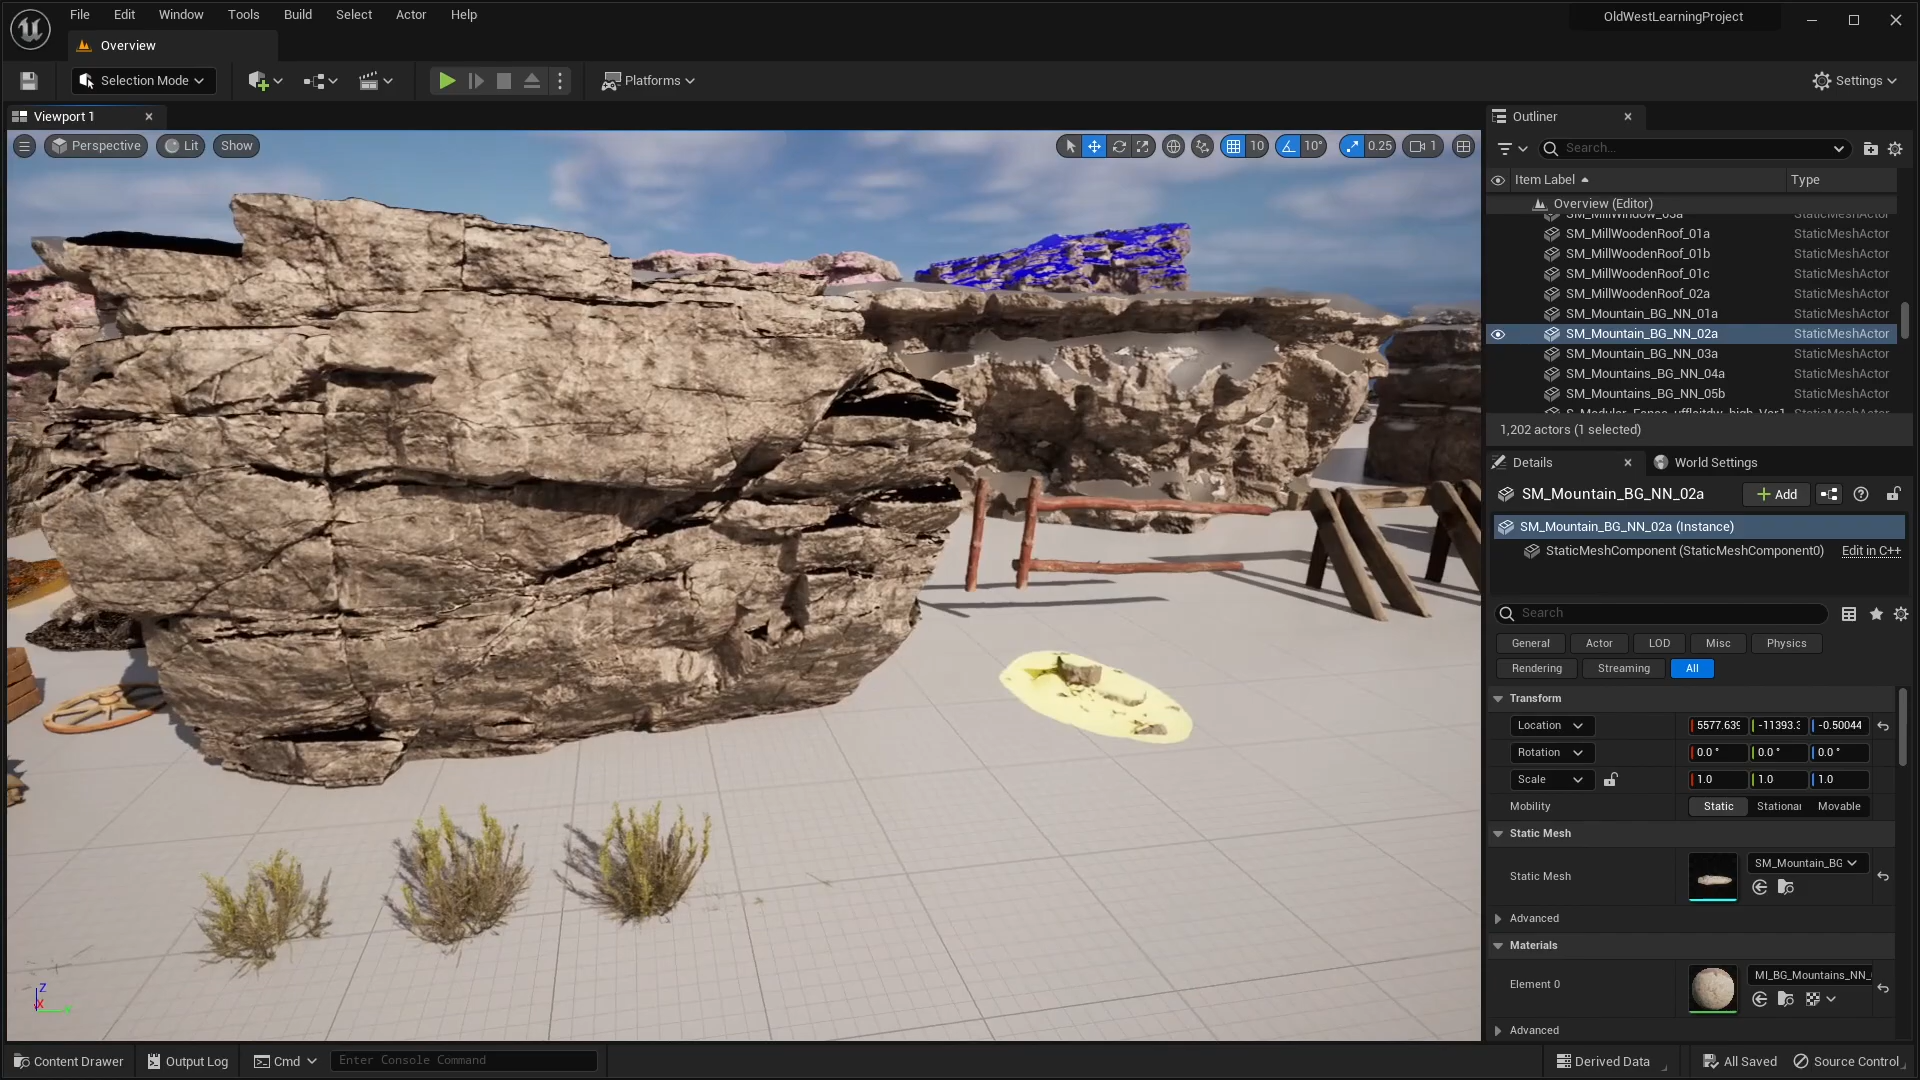 File Edit Window Tools Build Select Actor Help
OldWestLearningProject
Overview
Selection Mode
Platforms
Settings
Viewport 1
Perspective Lit Show
10 10° 0.25 1
Outliner
Search...
Item Label Type
Overview (Editor)
SM_MillWindow_03a StaticMeshActor
SM_MillWoodenRoof_01a StaticMeshActor
SM_MillWoodenRoof_01b StaticMeshActor
SM_MillWoodenRoof_01c StaticMeshActor
SM_MillWoodenRoof_02a StaticMeshActor
SM_Mountain_BG_NN_01a StaticMeshActor
SM_Mountain_BG_NN_02a StaticMeshActor
SM_Mountain_BG_NN_03a StaticMeshActor
SM_Mountains_BG_NN_04a StaticMeshActor
SM_Mountains_BG_NN_05b StaticMeshActor
1,202 actors (1 selected)
Details World Settings
SM_Mountain_BG_NN_02a Add
SM_Mountain_BG_NN_02a (Instance)
StaticMeshComponent (StaticMeshComponent0) Edit in C++
Search
General Actor LOD Misc Physics
Rendering Streaming All
Transform
Location 5577.639 -11393.3 -0.50044
Rotation 0.0 ° 0.0 ° 0.0 °
Scale 1.0 1.0 1.0
Mobility Static Stationar Movable
Static Mesh
SM_Mountain_BG
Static Mesh
Advanced
Materials
MI_BG_Mountains_NN_
Element 0
Advanced
Z
X
Content Drawer Output Log Cmd Enter Console Command
Derived Data All Saved Source Control